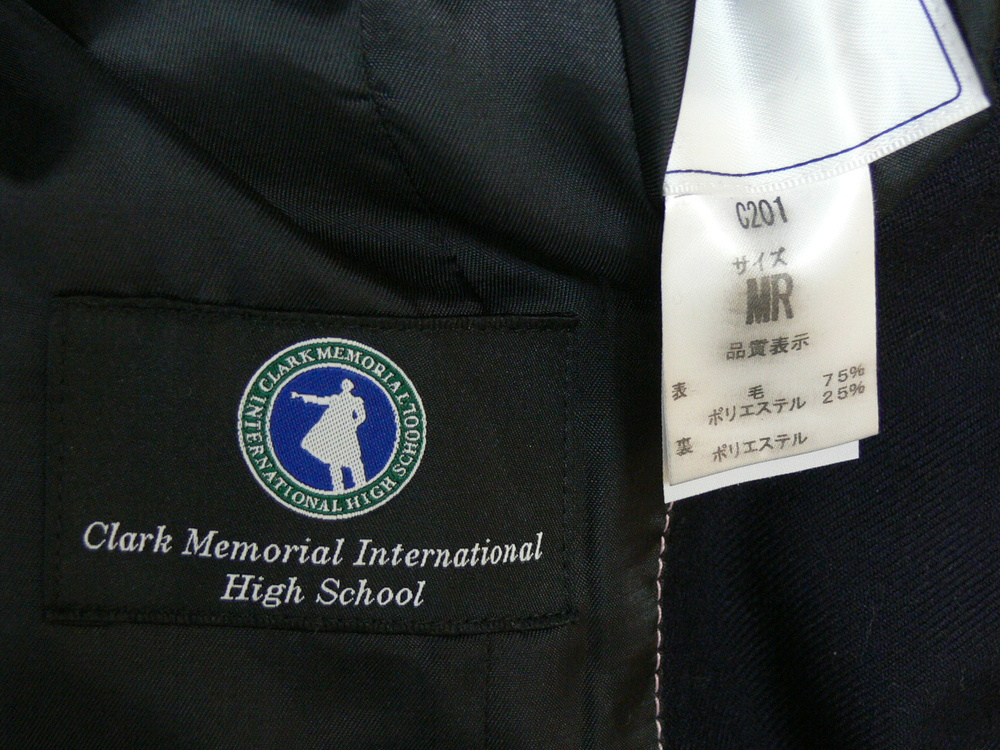 CLARK MEMORIAL
INTERNATIONAL HIGH SCHOOL
Clark Memorial International
High School
C201
サイズ
MR
品質表示
表 毛 75%
ポリエステル 25%
裏 ポリエステル